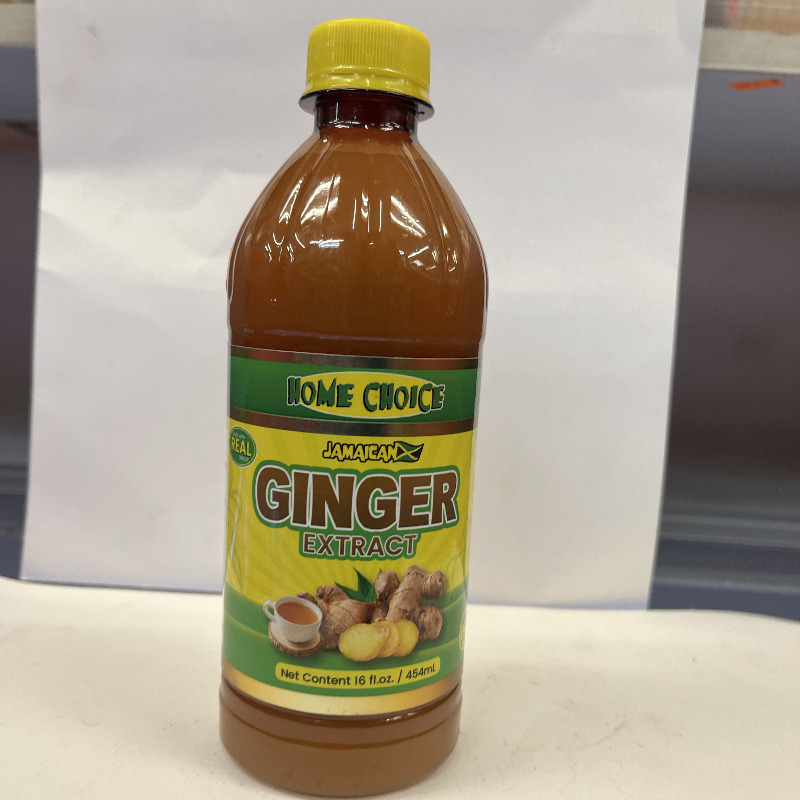 HOME CHOICE
REAL
JAMAICAN
GINGER
EXTRACT
Net Content 16 fl.oz. / 454mL